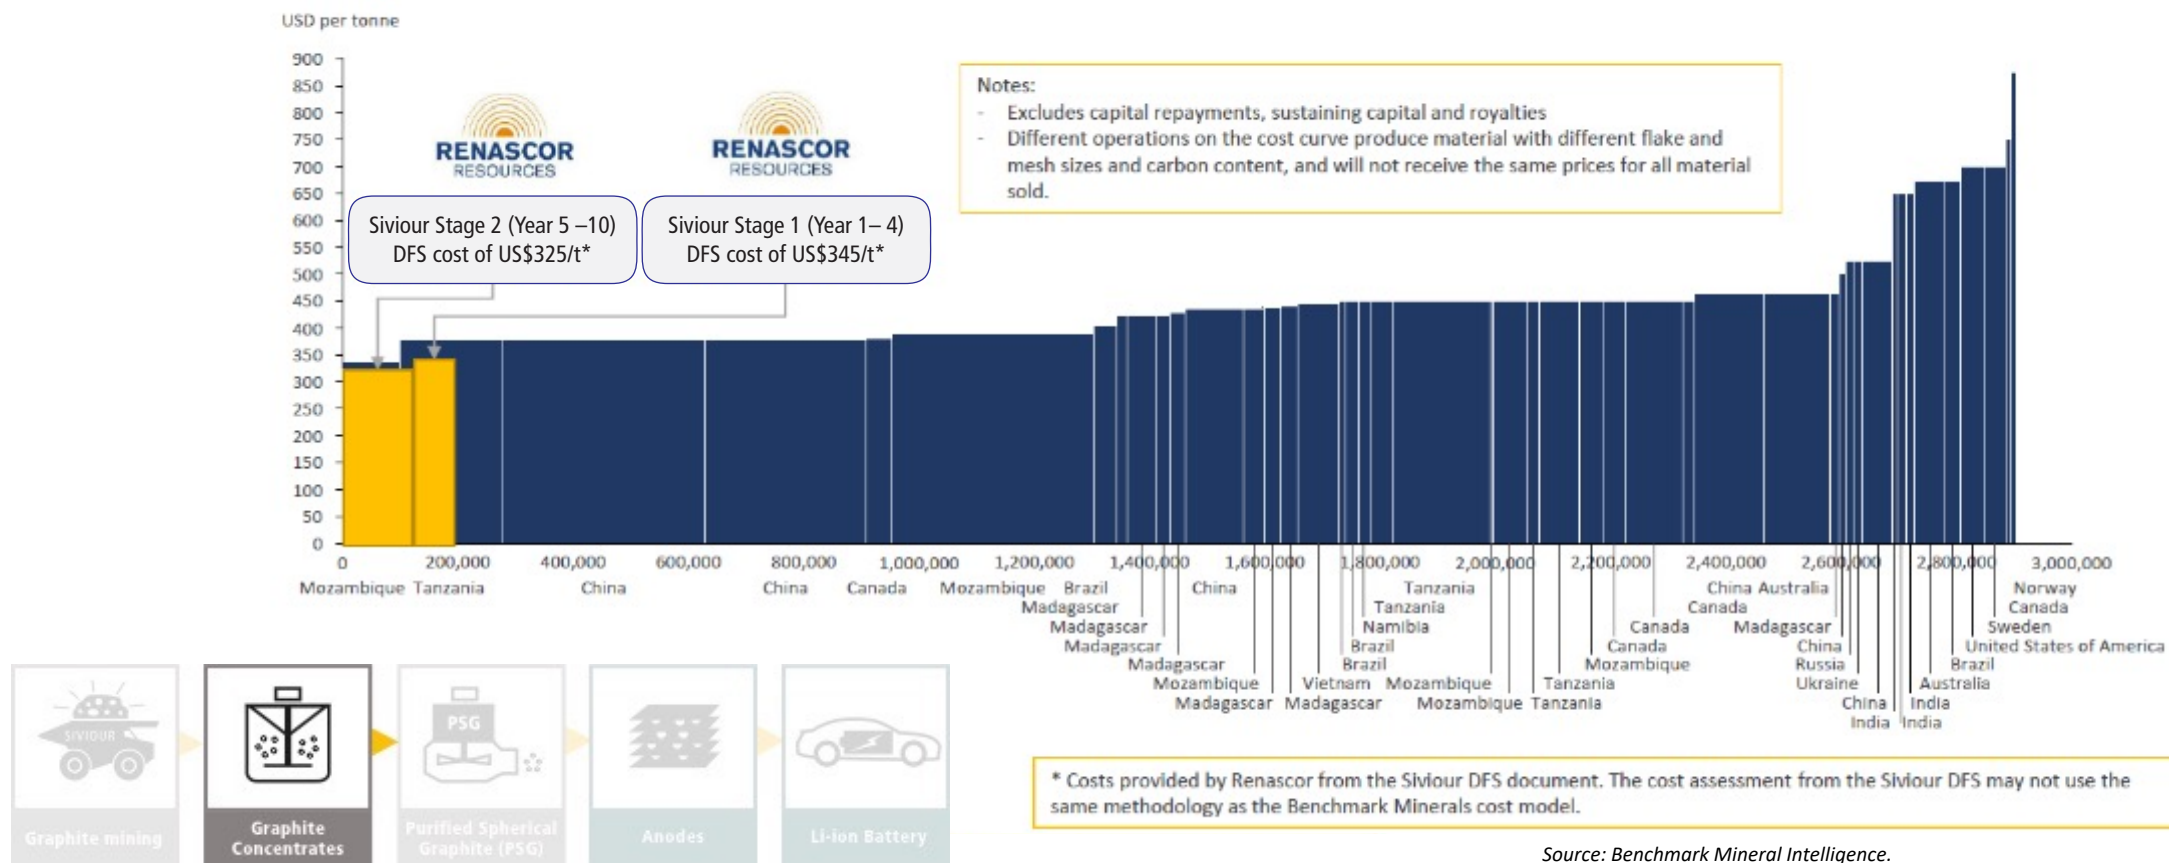 USD per tonne
900
850
800
750
700
650
600
550
500
450
400
350
300
250
200
150
100
50
0
RENASCOR
RESOURCES
RENASCOR
RESOURCES
Siviour Stage 2 (Year 5 –10)
DFS cost of US$325/t*
Siviour Stage 1 (Year 1– 4)
DFS cost of US$345/t*
Notes:
- Excludes capital repayments, sustaining capital and royalties
- Different operations on the cost curve produce material with different flake and
mesh sizes and carbon content, and will not receive the same prices for all material
sold.
0 200,000 400,000 600,000 800,000 1,000,000 1,200,000 1,400,000 1,600,000 1,800,000 2,000,000 2,200,000 2,400,000 2,600,000 2,800,000 3,000,000
Mozambique Tanzania China China Canada Mozambique Brazil China Tanzania China Australia Norway
Madagascar Tanzania Canada Canada
Madagascar Namibia Canada Madagascar Sweden
Madagascar Brazil Canada China United States of America
Madagascar Brazil Mozambique Russia Brazil
Mozambique Vietnam Mozambique Tanzania Ukraine Australia
Madagascar Madagascar Mozambique Tanzania China India
India India
SIVIOUR
PSG
Graphite mining
Graphite
Concentrates
Purified Spherical
Graphite (PSG)
Anodes
Li-ion Battery
* Costs provided by Renascor from the Siviour DFS document. The cost assessment from the Siviour DFS may not use the
same methodology as the Benchmark Minerals cost model.
Source: Benchmark Mineral Intelligence.